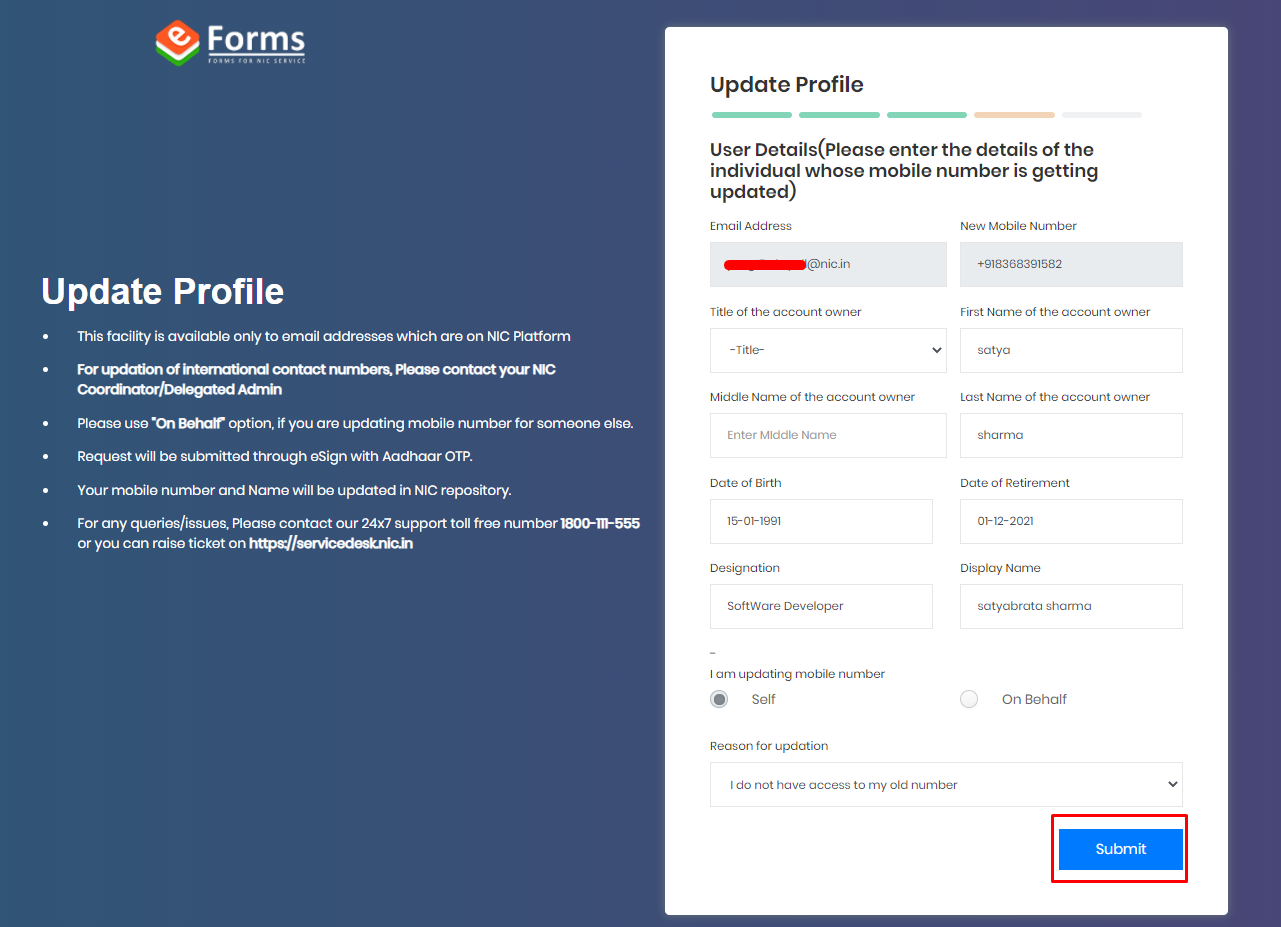 e Forms
FORMS FOR NIC SERVICE
Update Profile
• This facility is available only to email addresses which are on NIC Platform
• For updation of international contact numbers, Please contact your NIC
Coordinator/Delegated Admin
• Please use "On Behalf" option, if you are updating mobile number for someone else.
• Request will be submitted through eSign with Aadhaar OTP.
• Your mobile number and Name will be updated in NIC repository.
• For any queries/issues, Please contact our 24x7 support toll free number 1800-111-555
or you can raise ticket on https://servicedesk.nic.in
Update Profile
User Details(Please enter the details of the
individual whose mobile number is getting
updated)
Email Address New Mobile Number
@nic.in +918368391582
Title of the account owner First Name of the account owner
-Title- satya
Middle Name of the account owner Last Name of the account owner
Enter MIddle Name sharma
Date of Birth Date of Retirement
15-01-1991 01-12-2021
Designation Display Name
SoftWare Developer satyabrata sharma
_
I am updating mobile number
Self On Behalf
Reason for updation
I do not have access to my old number
Submit